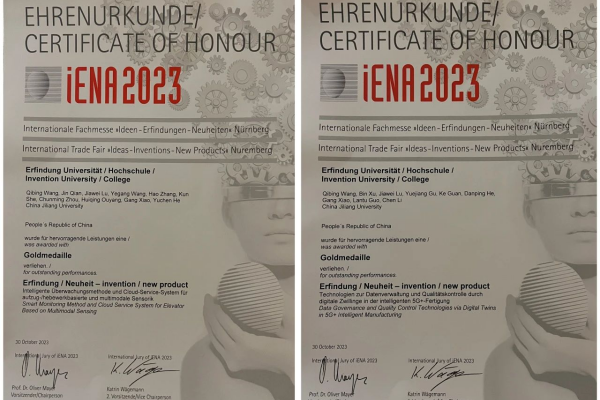 EHRENURKUNDE/
CERTIFICATE OF HONOUR
iENA2023
Internationale Fachmesse »Ideen-Erfindungen-Neuheiten« Nürnberg
International Trade Fair »Ideas-Inventions-New Products« Nuremberg
Erfindung Universität / Hochschule /
Invention University / College
Qibing Wang, Jin Qian, Jiawei Lu, Yegang Wang, Hao Zheng, Kun
She, Chunming Zhou, Huiqing Ouyang, Gang Xiao, Yuchen He
China Jiliang University
People´s Republic of China
wurde für hervorragende Leistungen eine /
was awarded with
Goldmedaille
verliehen. /
for outstanding performances.
Erfindung / Neuheit – invention / new product
Intelligente Überwachungsmethode und Cloud-Service-System für
aufzug-hebewerkbasierte und multimodale Sensorik
Smart Monitoring Method and Cloud Service System for Elevator
Based on Multimodal Sensing
30 October 2023
International Jury of iENA 2023
International Jury of iENA 2023
Prof. Dr. Oliver Mayer
Vorsitzender/Chairperson
Katrin Wägemann
2. Vorsitzende/Vice Chairperson
EHRENURKUNDE/
CERTIFICATE OF HONOUR
iENA2023
Internationale Fachmesse »Ideen-Erfindungen-Neuheiten« Nürnberg
International Trade Fair »Ideas-Inventions-New Products« Nuremberg
Erfindung Universität / Hochschule /
Invention University / College
Qibing Wang, Bin Xu, Jiawei Lu, Yuejiang Gu, Ke Guan, Danping He,
Gang Xiao, Lantu Guo, Chen Li
China Jiliang University
People´s Republic of China
wurde für hervorragende Leistungen eine /
was awarded with
Goldmedaille
verliehen. /
for outstanding performances.
Erfindung / Neuheit – invention / new product
Technologien zur Datenverwaltung und Qualitätskontrolle durch
digitale Zwillinge in der intelligenten 5G+-Fertigung
Data Governance and Quality Control Technologies via Digital Twins
in 5G+ intelligent Manufacturing
30 October 2023
International Jury of iENA 2023
International Jury of iENA 2023
Prof. Dr. Oliver Mayer
Vorsitzender/Chairperson
Katrin Wägemann
2. Vorsitzende/Vice Chairperson